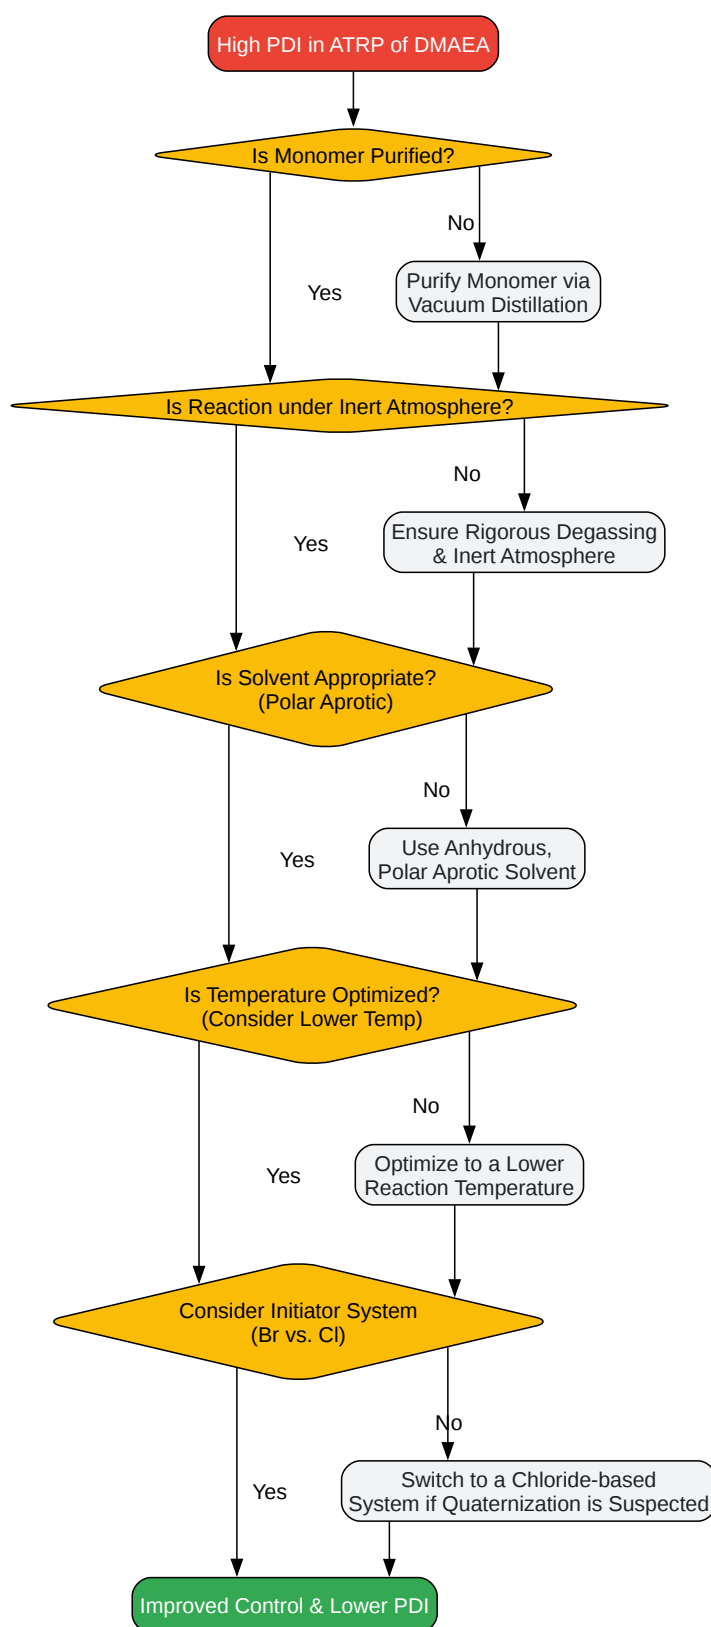 High PDI in ATRP of DMAEA
Is Monomer Purified?
No
Purify Monomer via
Vacuum Distillation
Yes
Is Reaction under Inert Atmosphere?
No
Ensure Rigorous Degassing
& Inert Atmosphere
Yes
Is Solvent Appropriate?
(Polar Aprotic)
No
Use Anhydrous,
Polar Aprotic Solvent
Yes
Is Temperature Optimized?
(Consider Lower Temp)
No
Optimize to a Lower
Reaction Temperature
Yes
Consider Initiator System
(Br vs. Cl)
No
Switch to a Chloride-based
System if Quaternization is Suspected
Yes
Improved Control & Lower PDI